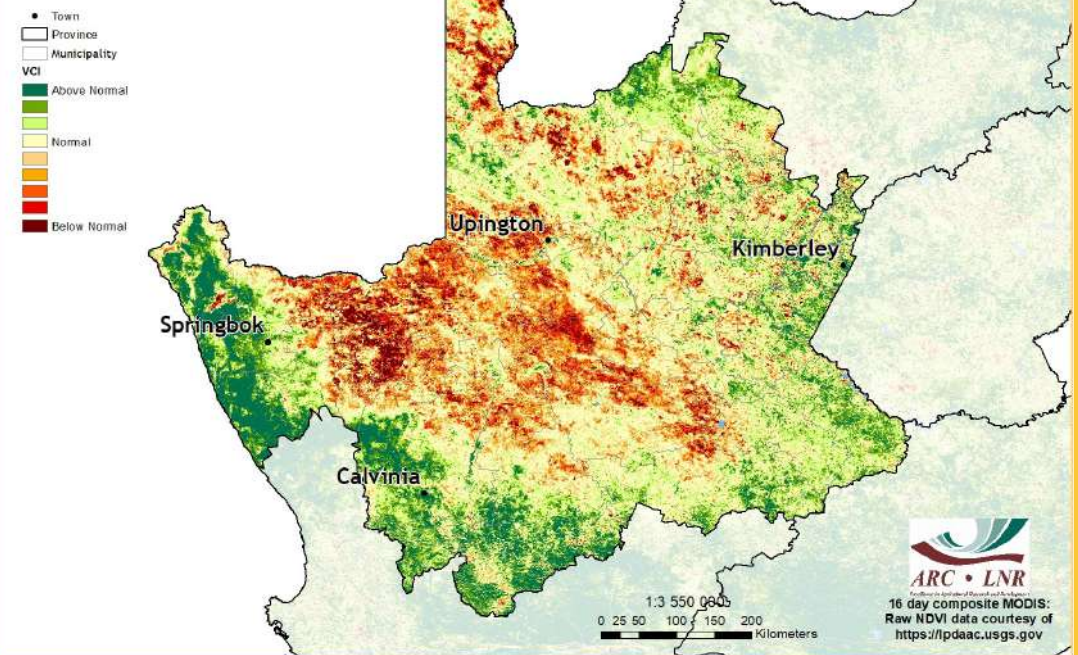 Town
Province
Municipality
VCI
Above Normal
Normal
Below Normal
Upington
Kimberley
Springbok
Calvinia
ARC • LNR
1:3 550 000
0 25 50 100 150 200
Kilometers
16 day composite MODIS:
Raw NDVI data courtesy of
https://lpdaac.usgs.gov